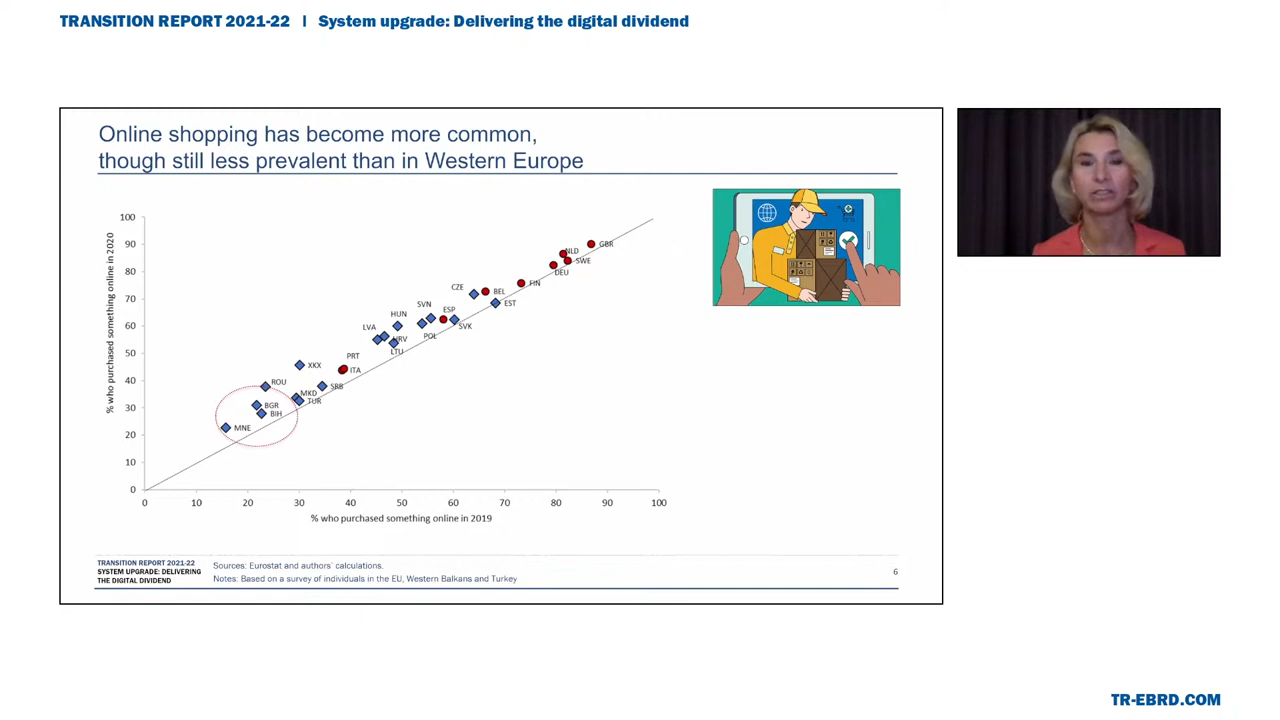 TRANSITION REPORT 2021-22 | System upgrade: Delivering the digital dividend
Online shopping has become more common,
though still less prevalent than in Western Europe
% who purchased something online in 2020
100
90
80
70
60
50
40
30
20
10
0
GBR
NLD
SWE
DEU
FIN
CZE
BEL
EST
SVN
ESP
HUN
SVK
LVA
POL
HRV
LTU
PRT
XKX
ITA
ROU
SRB
MKD
TUR
BGR
BIH
MNE
0 10 20 30 40 50 60 70 80 90 100
% who purchased something online in 2019
TRANSITION REPORT 2021-22
SYSTEM UPGRADE: DELIVERING
THE DIGITAL DIVIDEND
Sources: Eurostat and authors' calculations.
Notes: Based on a survey of individuals in the EU, Western Balkans and Turkey
6
TR-EBRD.COM